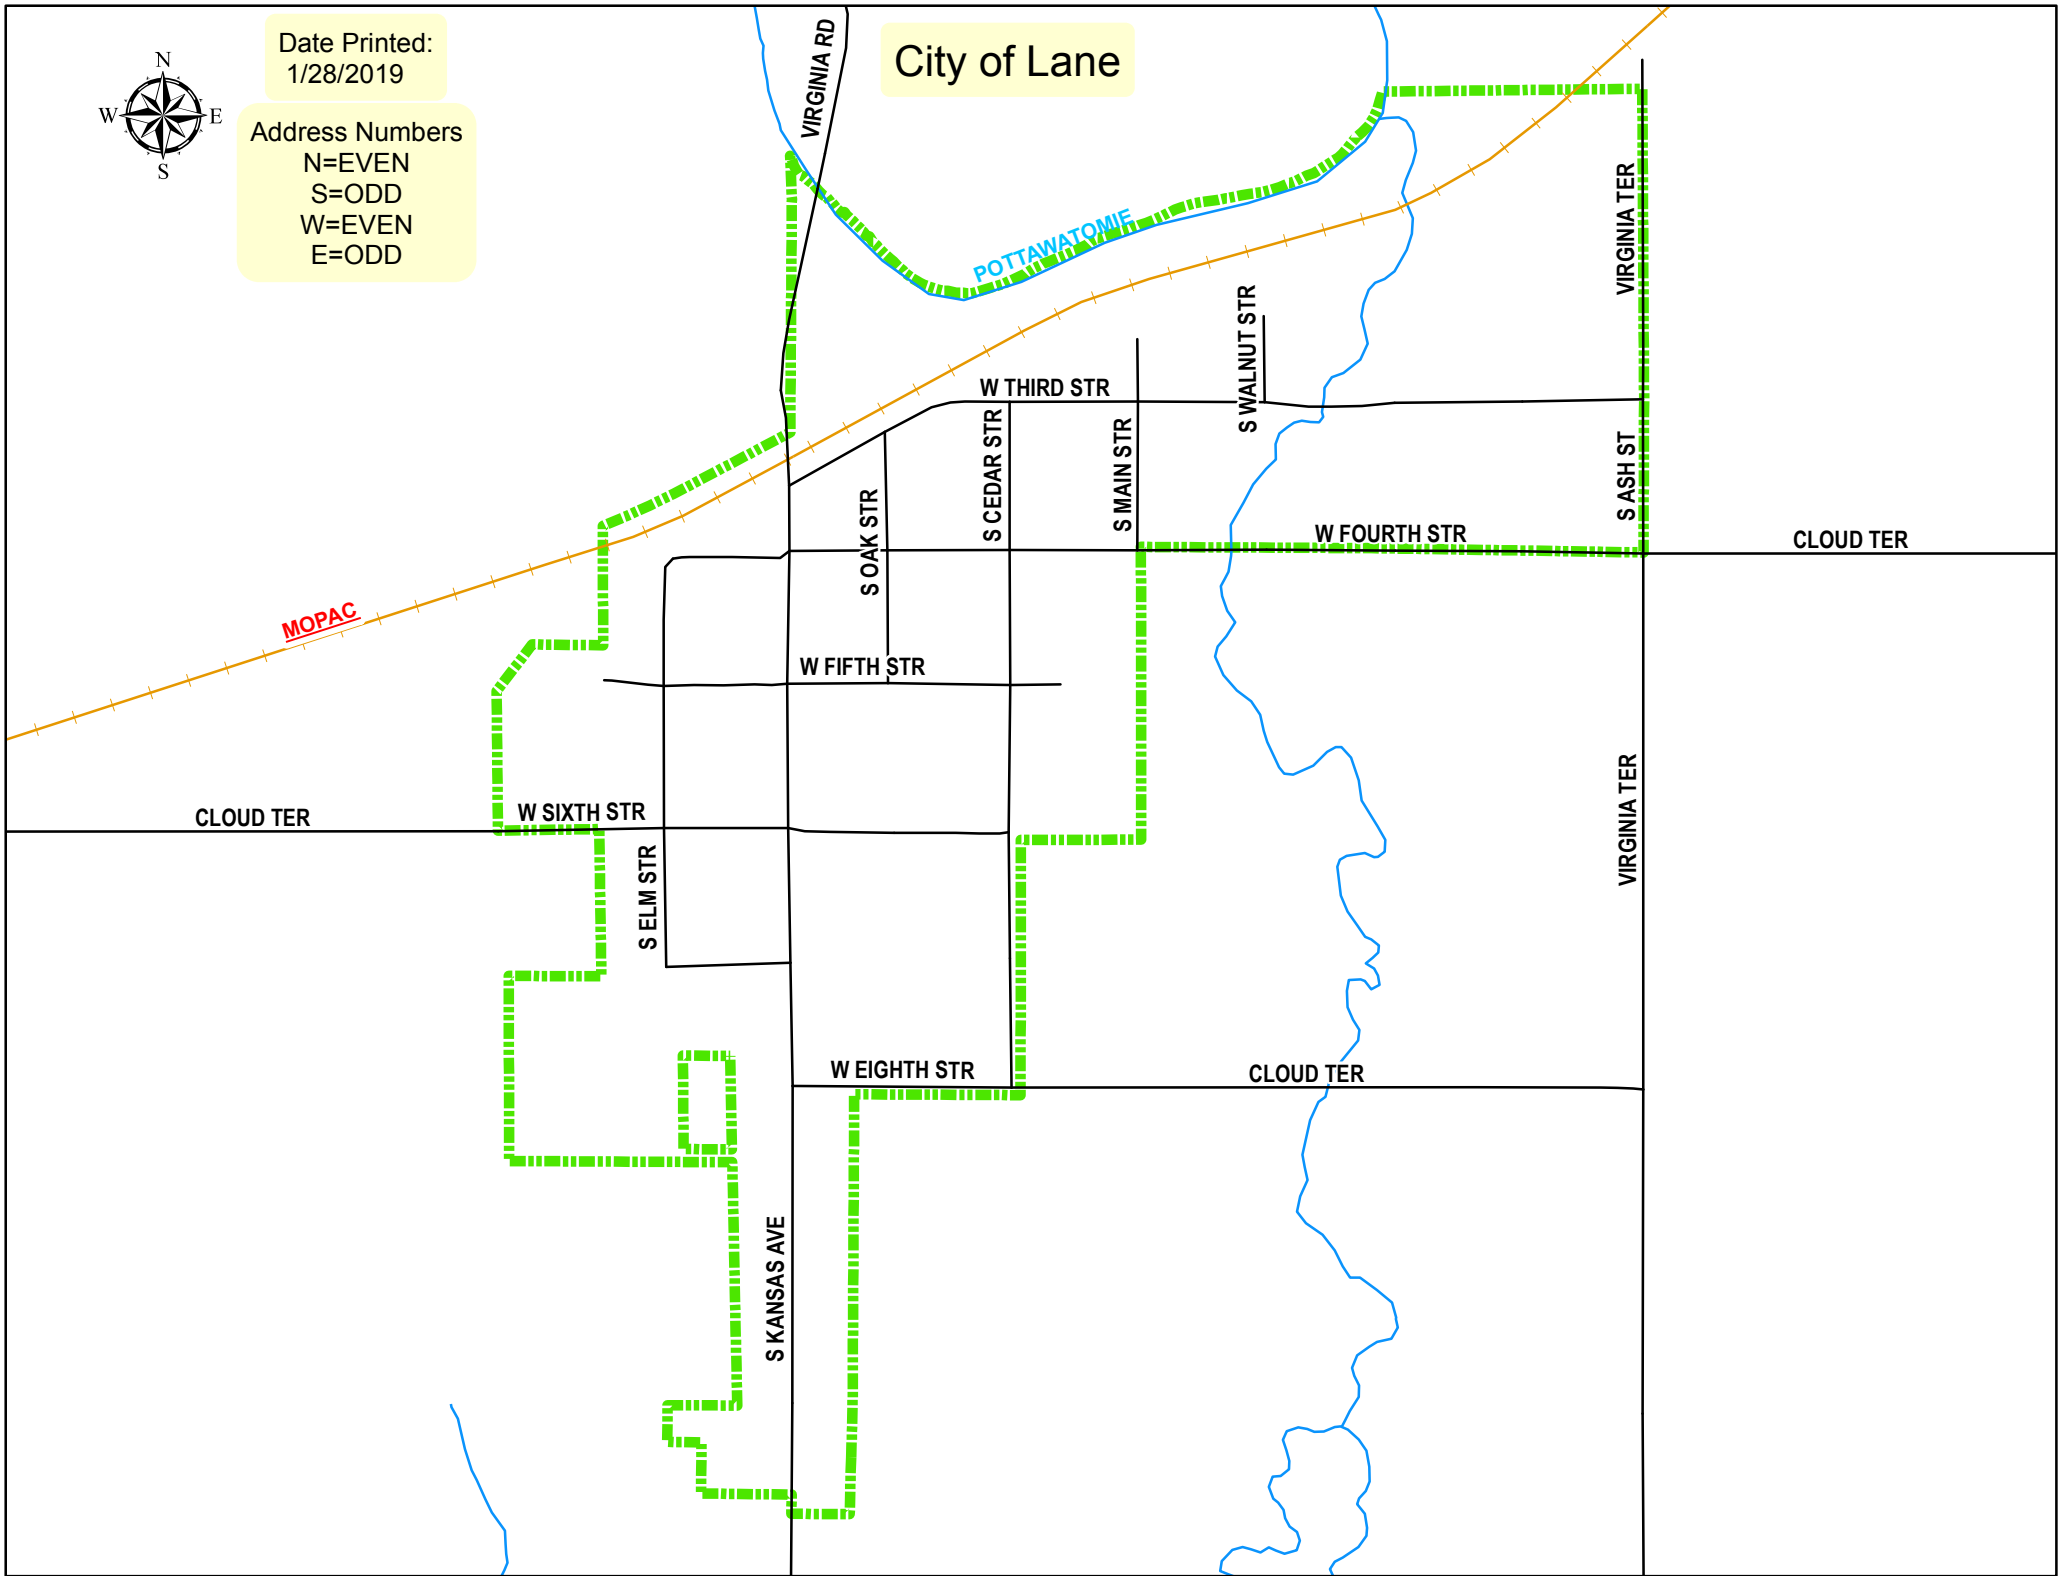 Date Printed:
1/28/2019
City of Lane
N
W
E
S
Address Numbers
N=EVEN
S=ODD
W=EVEN
E=ODD
VIRGINIA RD
POTTAWATOMIE
VIRGINIA TER
S WALNUT STR
W THIRD STR
S CEDAR STR
S MAIN STR
S ASH ST
S OAK STR
W FOURTH STR
CLOUD TER
MOPAC
W FIFTH STR
CLOUD TER
W SIXTH STR
VIRGINIA TER
S ELM STR
W EIGHTH STR
CLOUD TER
S KANSAS AVE